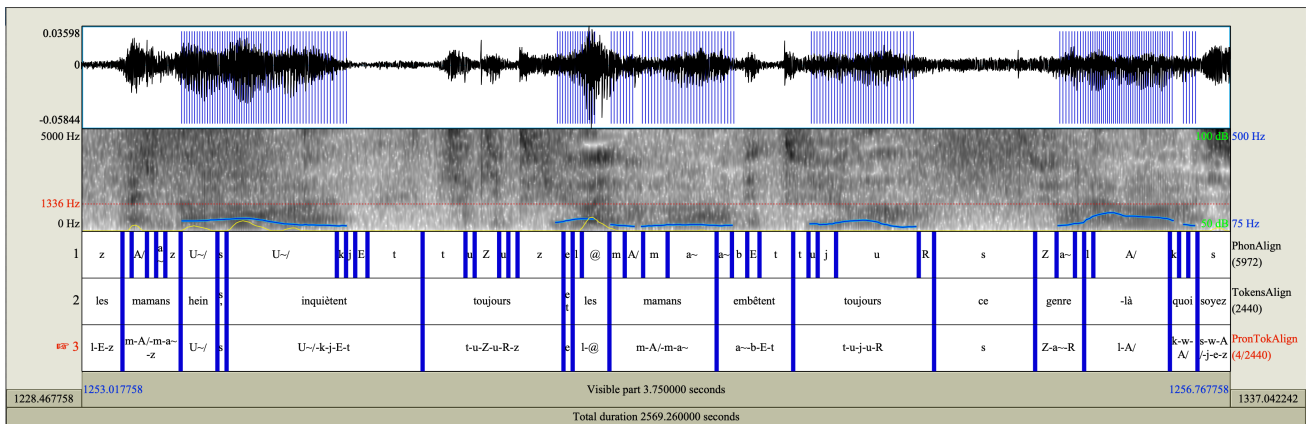 0.03598
0
-0.05844
5000 Hz 100 dB 500 Hz
1336 Hz
0 Hz 50 dB 75 Hz
1 z A/ a~ z U~/ s U~/ k j E t t u Z u z e l @ m A/ m a~ a~ b E t t u j u R s Z a~ l A/ k s PhonAlign
(5972)
2 les mamans hein s' inquiètent toujours et les mamans embêtent toujours ce genre -là quoi soyez TokensAlign
(2440)
3 l-E-z m-A/-m-a~-z U~/ s U~/-k-j-E-t t-u-Z-u-R-z e l-@ m-A/-m-a~ a~-b-E-t t-u-j-u-R s Z-a~-R l-A/ k-w-A/ s-w-A/-j-e-z PronTokAlign
(4/2440)
1253.017758 Visible part 3.750000 seconds 1256.767758
1228.467758 1337.042242
Total duration 2569.260000 seconds